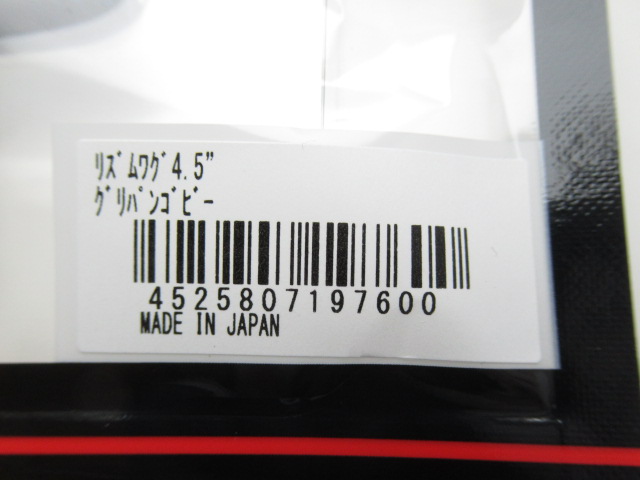 ﾘｽﾞﾑﾜｸﾞ4.5"
ｸﾞﾘﾊﾟﾝｺﾞﾋﾞｰ
4525807197600
MADE IN JAPAN